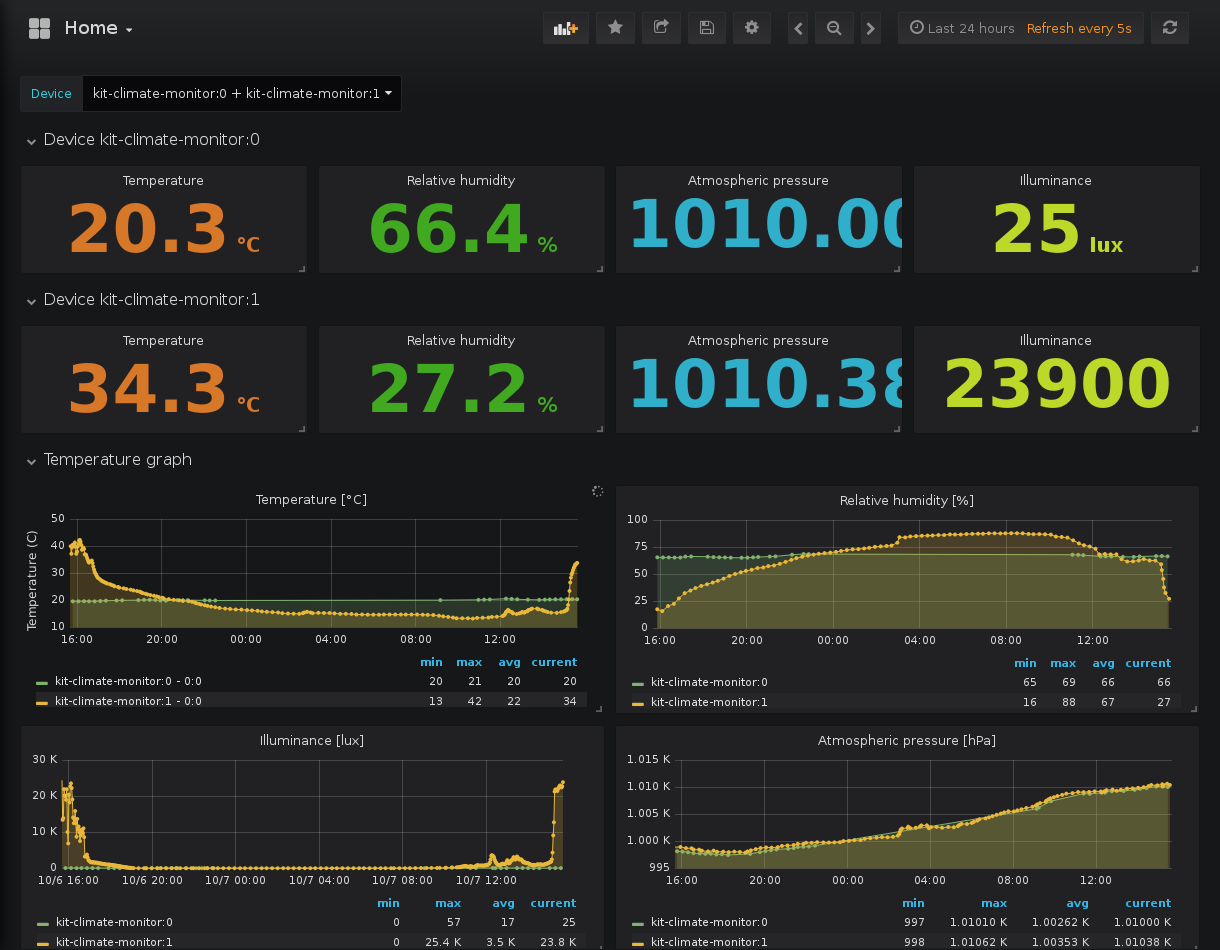 Home
Last 24 hours Refresh every 5s
Device kit-climate-monitor:0 + kit-climate-monitor:1
Device kit-climate-monitor:0
Temperature
20.3 °C
Relative humidity
66.4 %
Atmospheric pressure
1010.00
Illuminance
25 lux
Device kit-climate-monitor:1
Temperature
34.3 °C
Relative humidity
27.2 %
Atmospheric pressure
1010.38
Illuminance
23900
Temperature graph
Temperature [°C]
Temperature (C)
50
40
30
20
10
16:00 20:00 00:00 04:00 08:00 12:00
min max avg current
kit-climate-monitor:0 - 0:0 20 21 20 20
kit-climate-monitor:1 - 0:0 13 42 22 34
Relative humidity [%]
100
75
50
25
0
16:00 20:00 00:00 04:00 08:00 12:00
min max avg current
kit-climate-monitor:0 65 69 66 66
kit-climate-monitor:1 16 88 67 27
Illuminance [lux]
30 K
20 K
10 K
0
10/6 16:00 10/6 20:00 10/7 00:00 10/7 04:00 10/7 08:00 10/7 12:00
min max avg current
kit-climate-monitor:0 0 57 17 25
kit-climate-monitor:1 0 25.4 K 3.5 K 23.8 K
Atmospheric pressure [hPa]
1.015 K
1.010 K
1.005 K
1.000 K
995
16:00 20:00 00:00 04:00 08:00 12:00
min max avg current
kit-climate-monitor:0 997 1.01010 K 1.00262 K 1.01000 K
kit-climate-monitor:1 998 1.01062 K 1.00353 K 1.01038 K